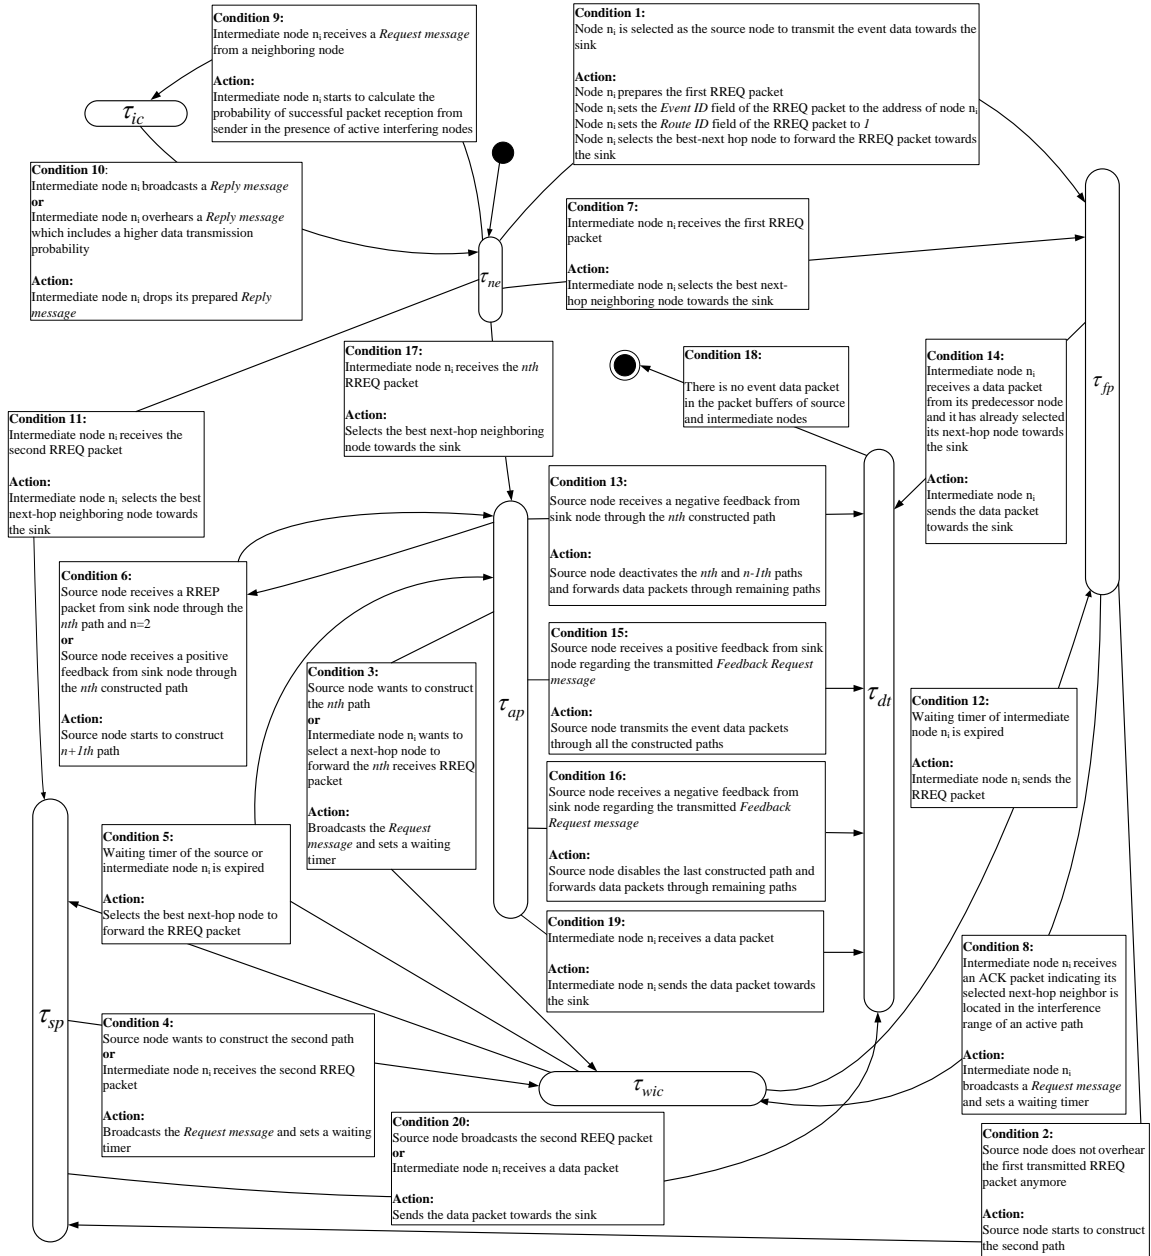 Condition 9:
Intermediate node nᵢ receives a Request message
from a neighboring node
Action:
Intermediate node nᵢ starts to calculate the
probability of successful packet reception from
sender in the presence of active interfering nodes
Condition 1:
Node nᵢ is selected as the source node to transmit the event data towards the
sink
Action:
Node nᵢ prepares the first RREQ packet
Node nᵢ sets the Event ID field of the RREQ packet to the address of node nᵢ
Node nᵢ sets the Route ID field of the RREQ packet to 1
Node nᵢ selects the best-next hop node to forward the RREQ packet towards
the sink
τic
Condition 10:
Intermediate node nᵢ broadcasts a Reply message
or
Intermediate node nᵢ overhears a Reply message
which includes a higher data transmission
probability
Action:
Intermediate node nᵢ drops its prepared Reply
message
Condition 7:
Intermediate node nᵢ receives the first RREQ
packet
Action:
Intermediate node nᵢ selects the best next-
hop neighboring node towards the sink
τne
τfp
Condition 17:
Intermediate node nᵢ receives the nth
RREQ packet
Action:
Selects the best next-hop neighboring
node towards the sink
Condition 18:
There is no event data packet
in the packet buffers of source
and intermediate nodes
Condition 14:
Intermediate node nᵢ
receives a data packet
from its predecessor node
and it has already selected
its next-hop node towards
the sink
Action:
Intermediate node nᵢ
sends the data packet
towards the sink
Condition 11:
Intermediate node nᵢ receives the
second RREQ packet
Action:
Intermediate node nᵢ selects the best
next-hop neighboring node towards
the sink
Condition 13:
Source node receives a negative feedback from
sink node through the nth constructed path
Action:
Source node deactivates the nth and n-1th paths
and forwards data packets through remaining paths
Condition 6:
Source node receives a RREP
packet from sink node through the
nth path and n=2
or
Source node receives a positive
feedback from sink node through
the nth constructed path
Action:
Source node starts to construct
n+1th path
Condition 3:
Source node wants to construct
the nth path
or
Intermediate node nᵢ wants to
select a next-hop node to
forward the nth receives RREQ
packet
Action:
Broadcasts the Request
message and sets a waiting
timer
τap
Condition 15:
Source node receives a positive feedback from sink
node regarding the transmitted Feedback Request
message
Action:
Source node transmits the event data packets
through all the constructed paths
τdt
Condition 12:
Waiting timer of intermediate
node nᵢ is expired
Action:
Intermediate node nᵢ sends the
RREQ packet
Condition 16:
Source node receives a negative feedback from
sink node regarding the transmitted Feedback
Request message
Action:
Source node disables the last constructed path and
forwards data packets through remaining paths
Condition 5:
Waiting timer of the source or
intermediate node nᵢ is expired
Action:
Selects the best next-hop node to
forward the RREQ packet
Condition 19:
Intermediate node nᵢ receives a data packet
Action:
Intermediate node nᵢ sends the data packet towards
the sink
Condition 8:
Intermediate node nᵢ receives
an ACK packet indicating its
selected next-hop neighbor is
located in the interference
range of an active path
Action:
Intermediate node nᵢ
broadcasts a Request message
and sets a waiting timer
τsp
Condition 4:
Source node wants to construct the second path
or
Intermediate node nᵢ receives the second RREQ
packet
Action:
Broadcasts the Request message and sets a waiting
timer
τwic
Condition 20:
Source node broadcasts the second REEQ packet
or
Intermediate node nᵢ receives a data packet
Action:
Sends the data packet towards the sink
Condition 2:
Source node does not overhear
the first transmitted RREQ
packet anymore
Action:
Source node starts to construct
the second path